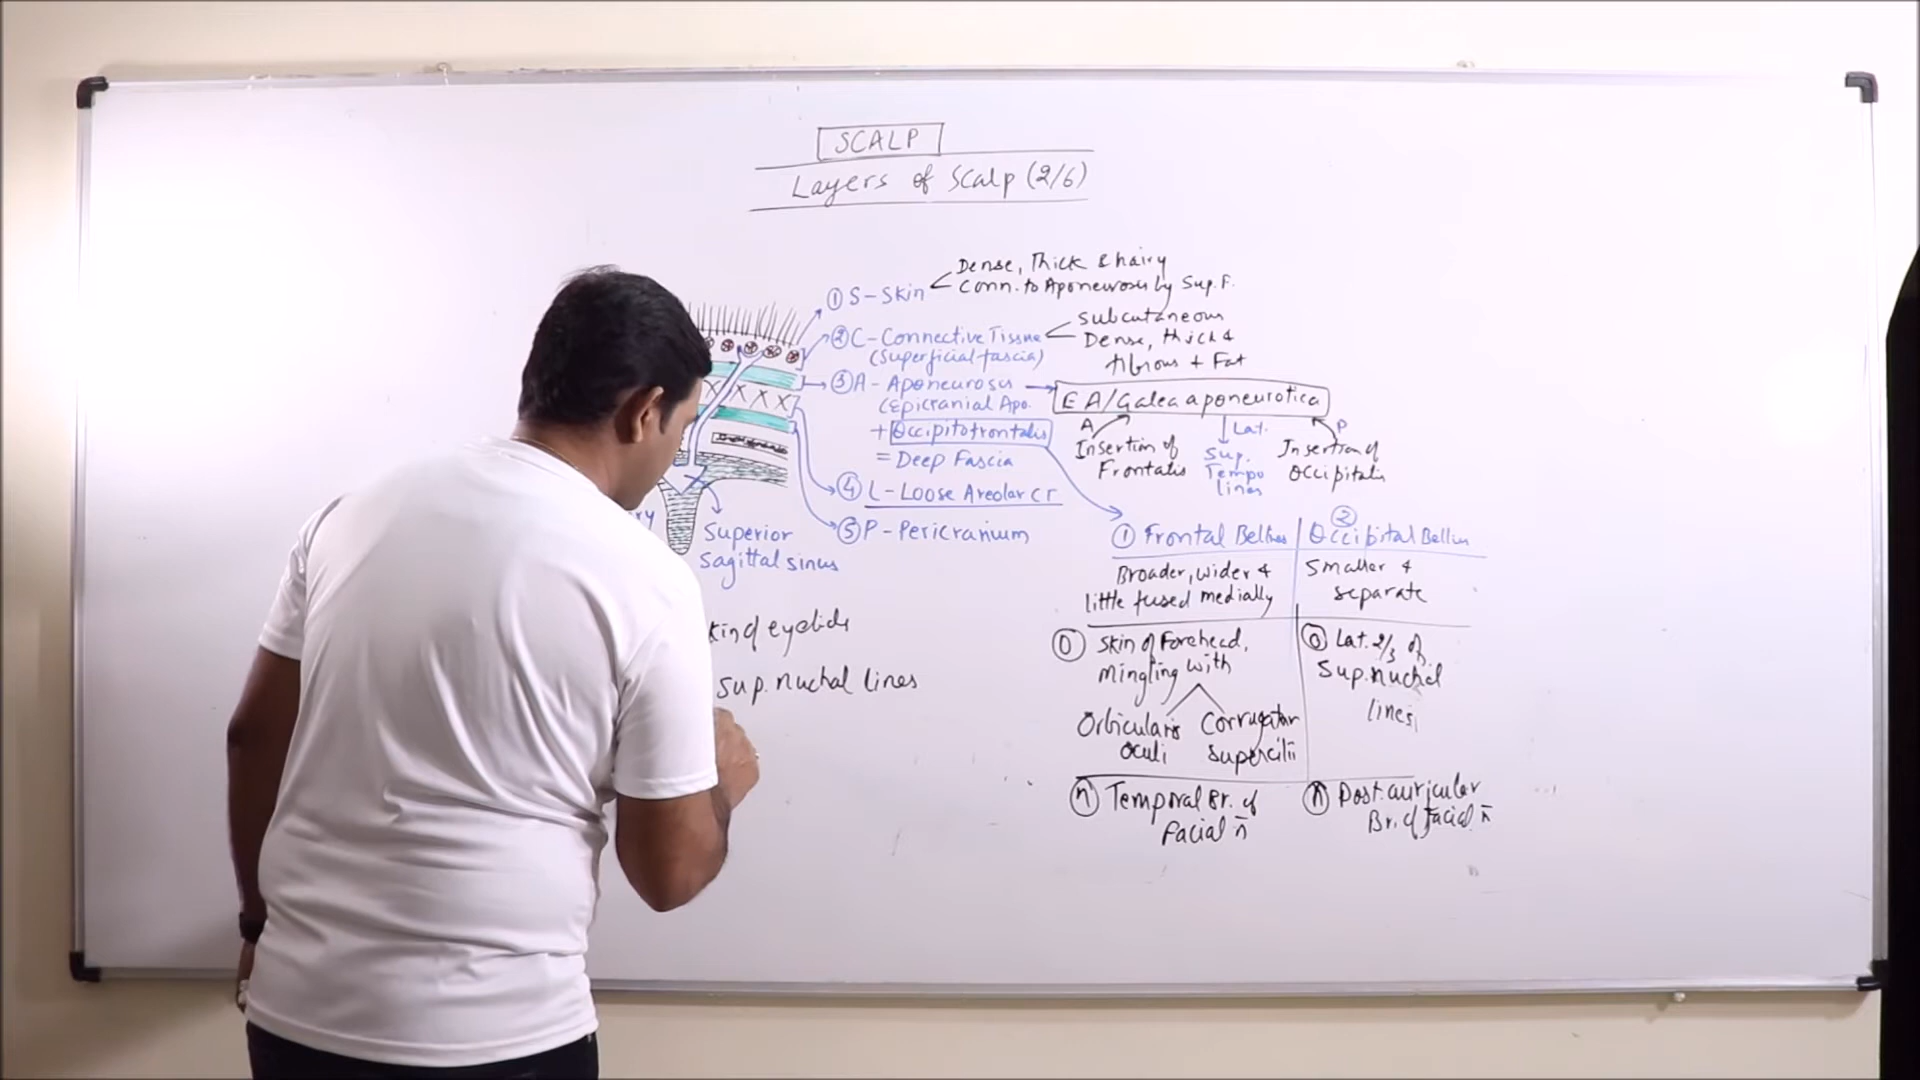 SCALP
Layers of Scalp (2/6)
① S - Skin
Dense, Thick & hairy
Conn. to Aponeurosis by Sup. F.
② C - Connective Tissue
(Superficial fascia)
Subcutaneous
Dense, thick &
fibrous + Fat
③ A - Aponeurosis
(Epicranial Apo.
+ Occipitofrontalis
= Deep Fascia
EA/Galea aponeurotica
A
Insertion of
Frontalis
Lat.
Sup.
Tempo
lines
P
Insertion of
Occipitalis
④ L - Loose Areolar CT
⑤ P - Pericranium
Superior
Sagittal sinus
of eyelids
Sup. nuchal lines
① Frontal Bellies
② Occipital Bellies
Broader, wider &
little fused medially
Smaller &
separate
Ⓞ Skin of Forehead,
mingling with
Orbicularis
oculi
Corrugator
supercilii
Ⓞ Lat. 2/3 of
Sup. nuchal
lines
ⓝ Temporal Br. of
Facial n̄
ⓝ Post. auricular
Br. of facial n̄